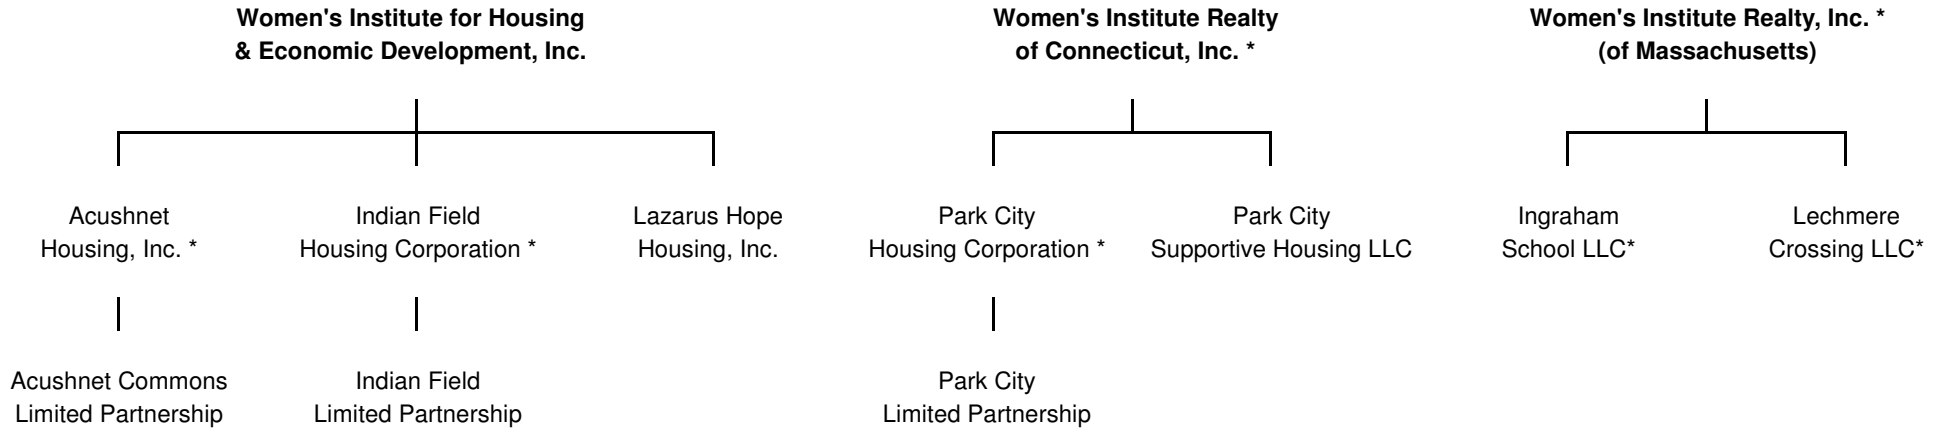 Women's Institute for Housing
& Economic Development, Inc.
Women's Institute Realty
of Connecticut, Inc. *
Women's Institute Realty, Inc. *
(of Massachusetts)
Acushnet
Housing, Inc. *
Indian Field
Housing Corporation *
Lazarus Hope
Housing, Inc.
Park City
Housing Corporation *
Park City
Supportive Housing LLC
Ingraham
School LLC*
Lechmere
Crossing LLC*
Acushnet Commons
Limited Partnership
Indian Field
Limited Partnership
Park City
Limited Partnership